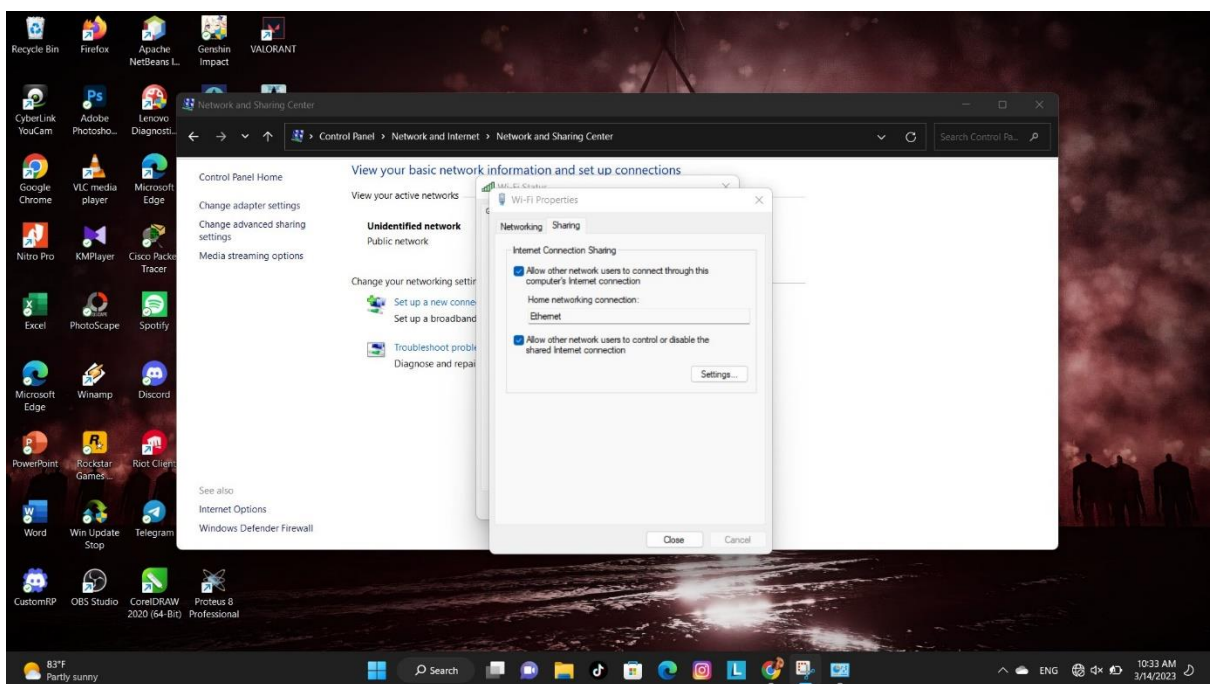 Recycle Bin
Firefox
Apache
NetBeans I...
Genshin
Impact
VALORANT
CyberLink
YouCam
Adobe
Photosho...
Lenovo
Diagnosti...
Google
Chrome
VLC media
player
Microsoft
Edge
Nitro Pro
KMPlayer
Cisco Packe
Tracer
Excel
PhotoScape
Spotify
Microsoft
Edge
Winamp
Discord
PowerPoint
Rockstar
Games ...
Riot Client
Word
Win Update
Stop
Telegram
CustomRP
OBS Studio
CorelDRAW
2020 (64-Bit)
Proteus 8
Professional
Network and Sharing Center
Control Panel > Network and Internet > Network and Sharing Center
Search Control Pa...
Control Panel Home
Change adapter settings
Change advanced sharing
settings
Media streaming options
See also
Internet Options
Windows Defender Firewall
View your basic network information and set up connections
View your active networks
Unidentified network
Public network
Change your networking settin
Set up a new conne
Set up a broadband
Troubleshoot proble
Diagnose and repai
Wi-Fi Status
Wi-Fi Properties
Networking Sharing
Internet Connection Sharing
Allow other network users to connect through this
computer's Internet connection
Home networking connection:
Ethernet
Allow other network users to control or disable the
shared Internet connection
Settings...
Close Cancel
83°F
Partly sunny
Search
ENG
10:33 AM
3/14/2023